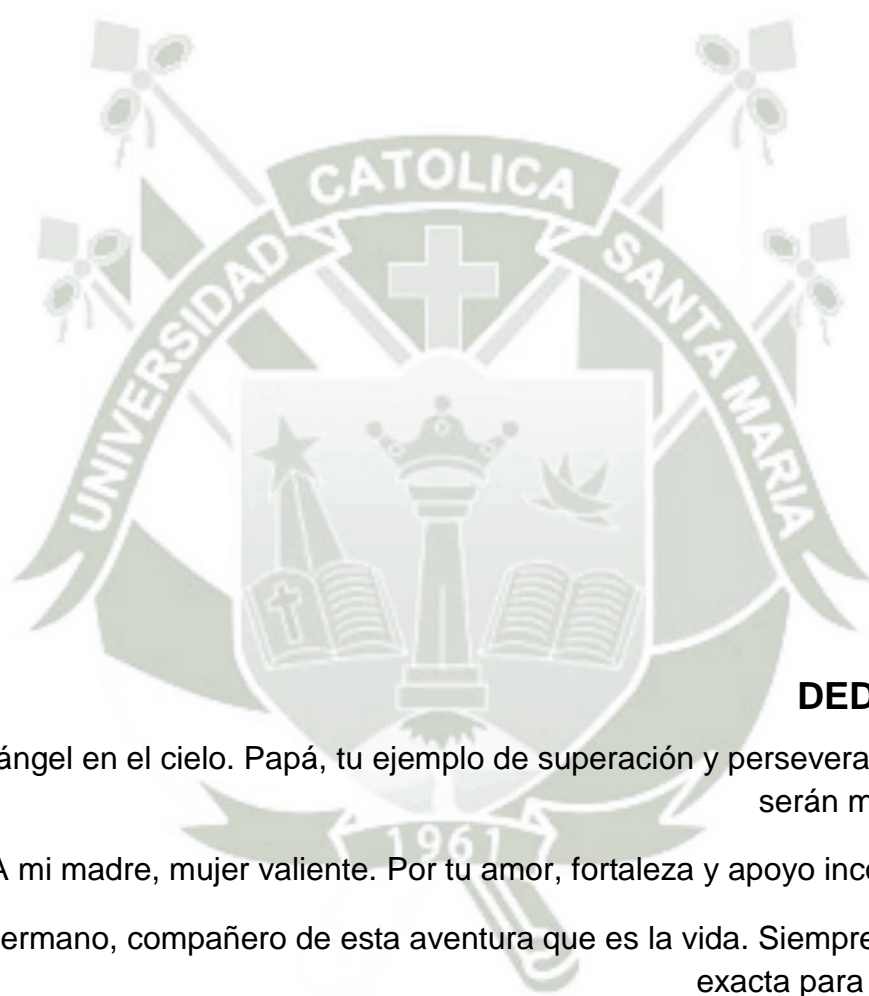 CATOLICA
UNIVERSIDAD
SANTA MARIA
DED
ángel en el cielo. Papá, tu ejemplo de superación y persevera
serán m
1961
A mi madre, mujer valiente. Por tu amor, fortaleza y apoyo inco
ermano, compañero de esta aventura que es la vida. Siempre
exacta para